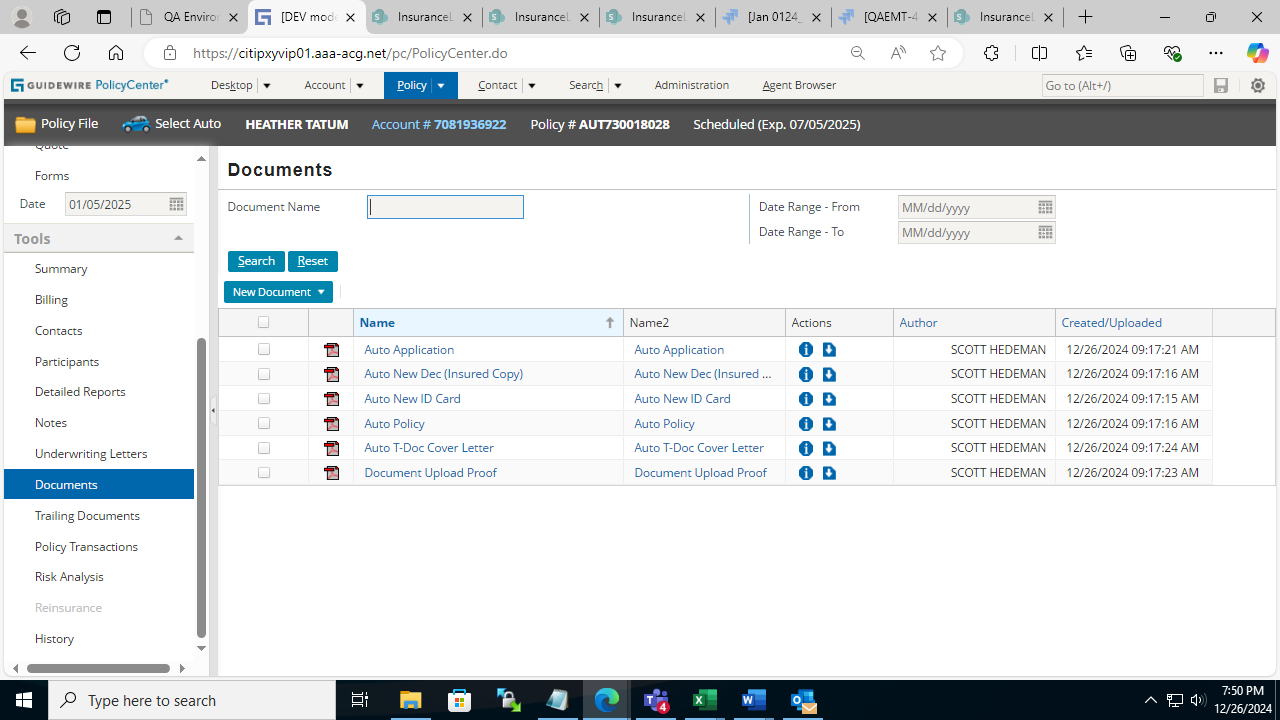 QA Environ
[DEV mode
InsuranceL
InsuranceL
InsuranceL
[Jan 0124_
[QAEMT-4
InsuranceL
https://citipxyvip01.aaa-acg.net/pc/PolicyCenter.do
GUIDEWIRE PolicyCenter®
Desktop
Account
Policy
Contact
Search
Administration
Agent Browser
Go to (Alt+/)
Policy File
Select Auto
HEATHER TATUM
Account # 7081936922
Policy # AUT730018028
Scheduled (Exp. 07/05/2025)
Quote
Forms
Date 01/05/2025
Tools
Summary
Billing
Contacts
Participants
Detailed Reports
Notes
Underwriting Letters
Documents
Trailing Documents
Policy Transactions
Risk Analysis
Reinsurance
History
Documents
Document Name
Date Range - From MM/dd/yyyy
Date Range - To MM/dd/yyyy
Search Reset
New Document
Name Name2 Actions Author Created/Uploaded
Auto Application Auto Application SCOTT HEDEMAN 12/26/2024 09:17:21 AM
Auto New Dec (Insured Copy) Auto New Dec (Insured ... SCOTT HEDEMAN 12/26/2024 09:17:16 AM
Auto New ID Card Auto New ID Card SCOTT HEDEMAN 12/26/2024 09:17:15 AM
Auto Policy Auto Policy SCOTT HEDEMAN 12/26/2024 09:17:16 AM
Auto T-Doc Cover Letter Auto T-Doc Cover Letter SCOTT HEDEMAN 12/26/2024 09:17:24 AM
Document Upload Proof Document Upload Proof SCOTT HEDEMAN 12/26/2024 09:17:23 AM
Type here to search
4
7:50 PM
12/26/2024